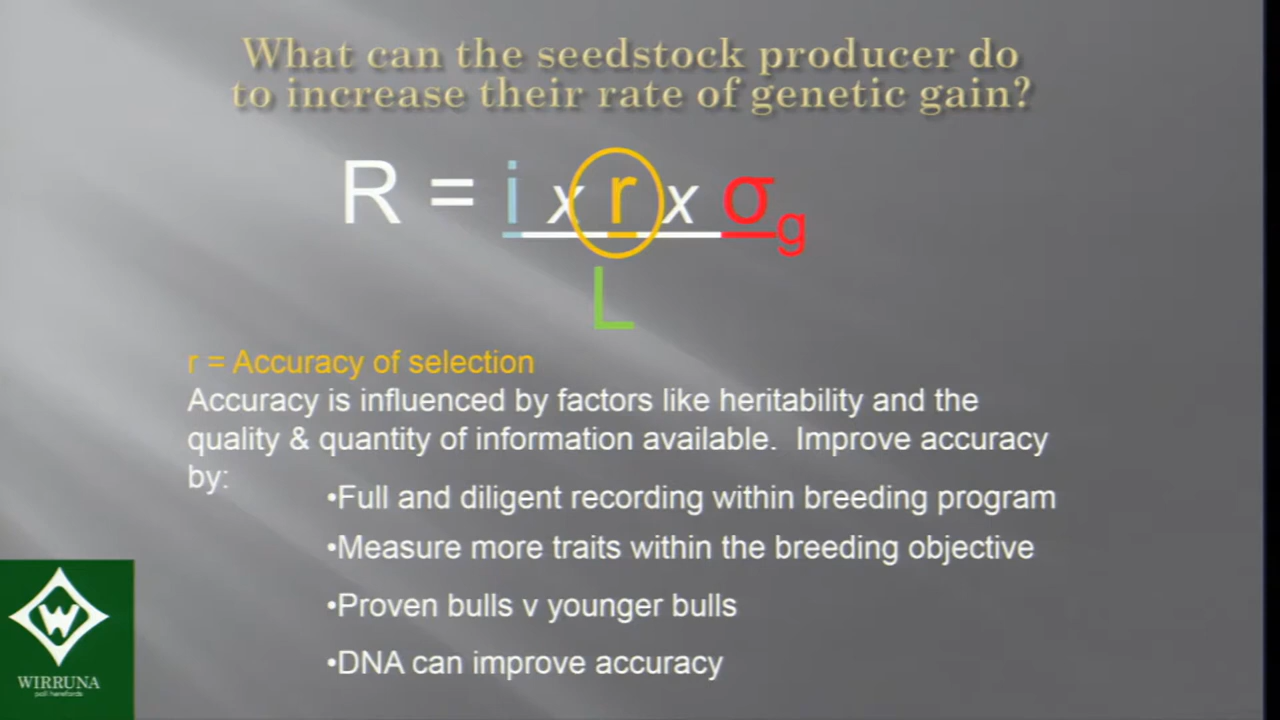 What can the seedstock producer do
to increase their rate of genetic gain?
R = i x r x σg
L
r = Accuracy of selection
Accuracy is influenced by factors like heritability and the
quality & quantity of information available.  Improve accuracy
by:
•Full and diligent recording within breeding program
•Measure more traits within the breeding objective
•Proven bulls v younger bulls
•DNA can improve accuracy
W
WIRRUNA
poll herefords